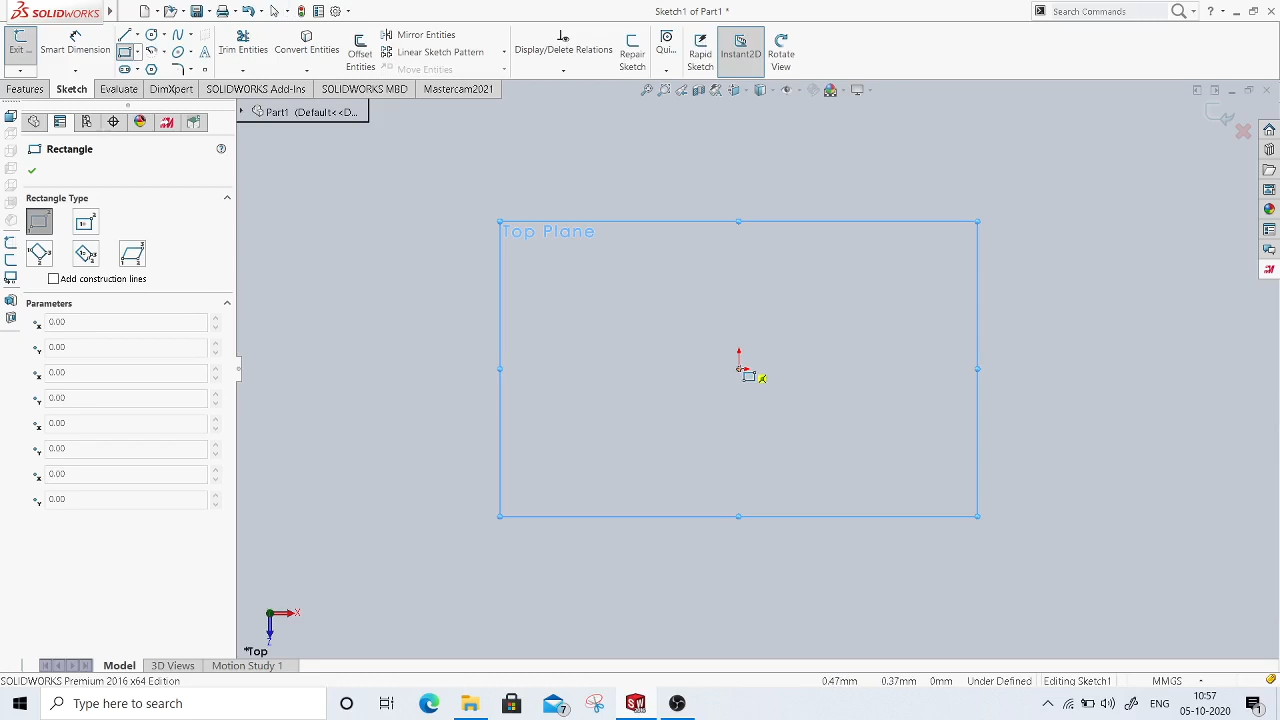 SOLIDWORKS
Sketch1 of Part1 *
Search Commands
?
Exit ...
Smart Dimension
Trim Entities
Convert Entities
Offset
Entities
Mirror Entities
Linear Sketch Pattern
Move Entities
Display/Delete Relations
Repair
Sketch
Qui...
Rapid
Sketch
Instant2D
Rotate
View
Features
Sketch
Evaluate
DimXpert
SOLIDWORKS Add-Ins
SOLIDWORKS MBD
Mastercam2021
Part1 (Default<<D...
Rectangle
Rectangle Type
Add construction lines
Parameters
0.00
0.00
0.00
0.00
0.00
0.00
0.00
0.00
Top Plane
X
Z
*Top
Model
3D Views
Motion Study 1
SOLIDWORKS Premium 2016 x64 Edition
0.47mm
0.37mm
0mm
Under Defined
Editing Sketch1
MMGS
Type here to search
7
SW
ENG
10:57
05-10-2020
1